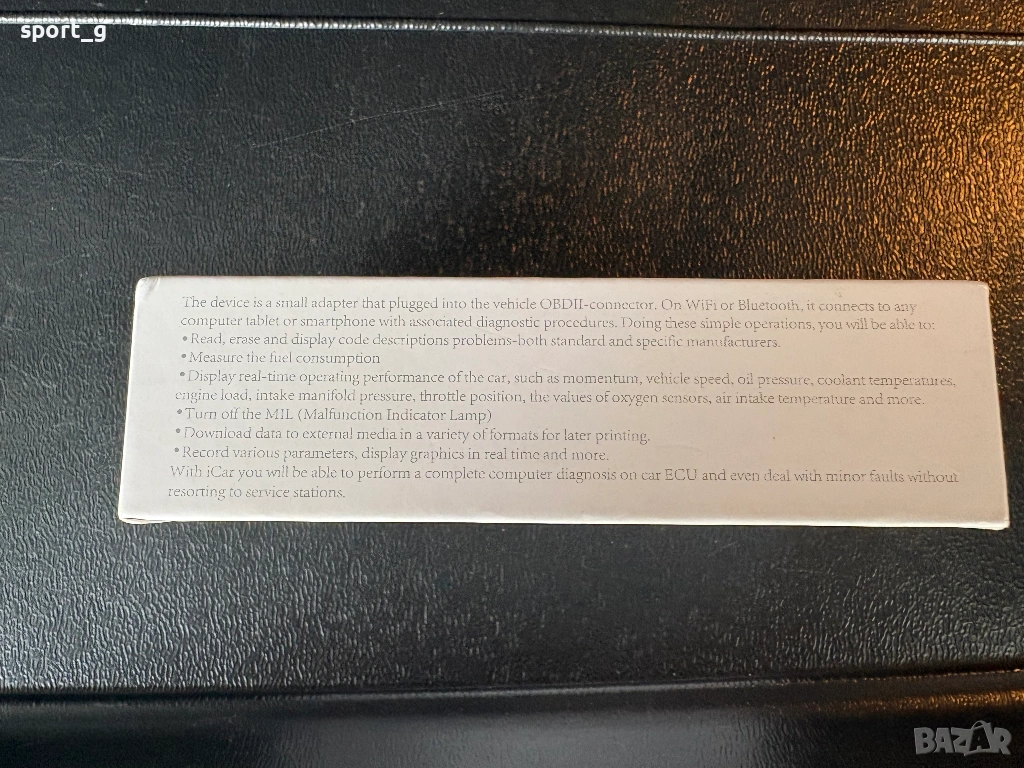 sport_g
The device is a small adapter that plugged into the vehicle OBDII-connector. On WiFi or Bluetooth, it connects to any
computer tablet or smartphone with associated diagnostic procedures. Doing these simple operations, you will be able to:
•Read, erase and display code descriptions problems-both standard and specific manufacturers.
•Measure the fuel consumption
•Display real-time operating performance of the car, such as momentum, vehicle speed, oil pressure, coolant temperatures,
engine load, intake manifold pressure, throttle position, the values of oxygen sensors, air intake temperature and more.
•Turn off the MIL (Malfunction Indicator Lamp)
•Download data to external media in a variety of formats for later printing.
•Record various parameters, display graphics in real time and more.
With iCar you will be able to perform a complete computer diagnosis on car ECU and even deal with minor faults without
resorting to service stations.
BAZAR